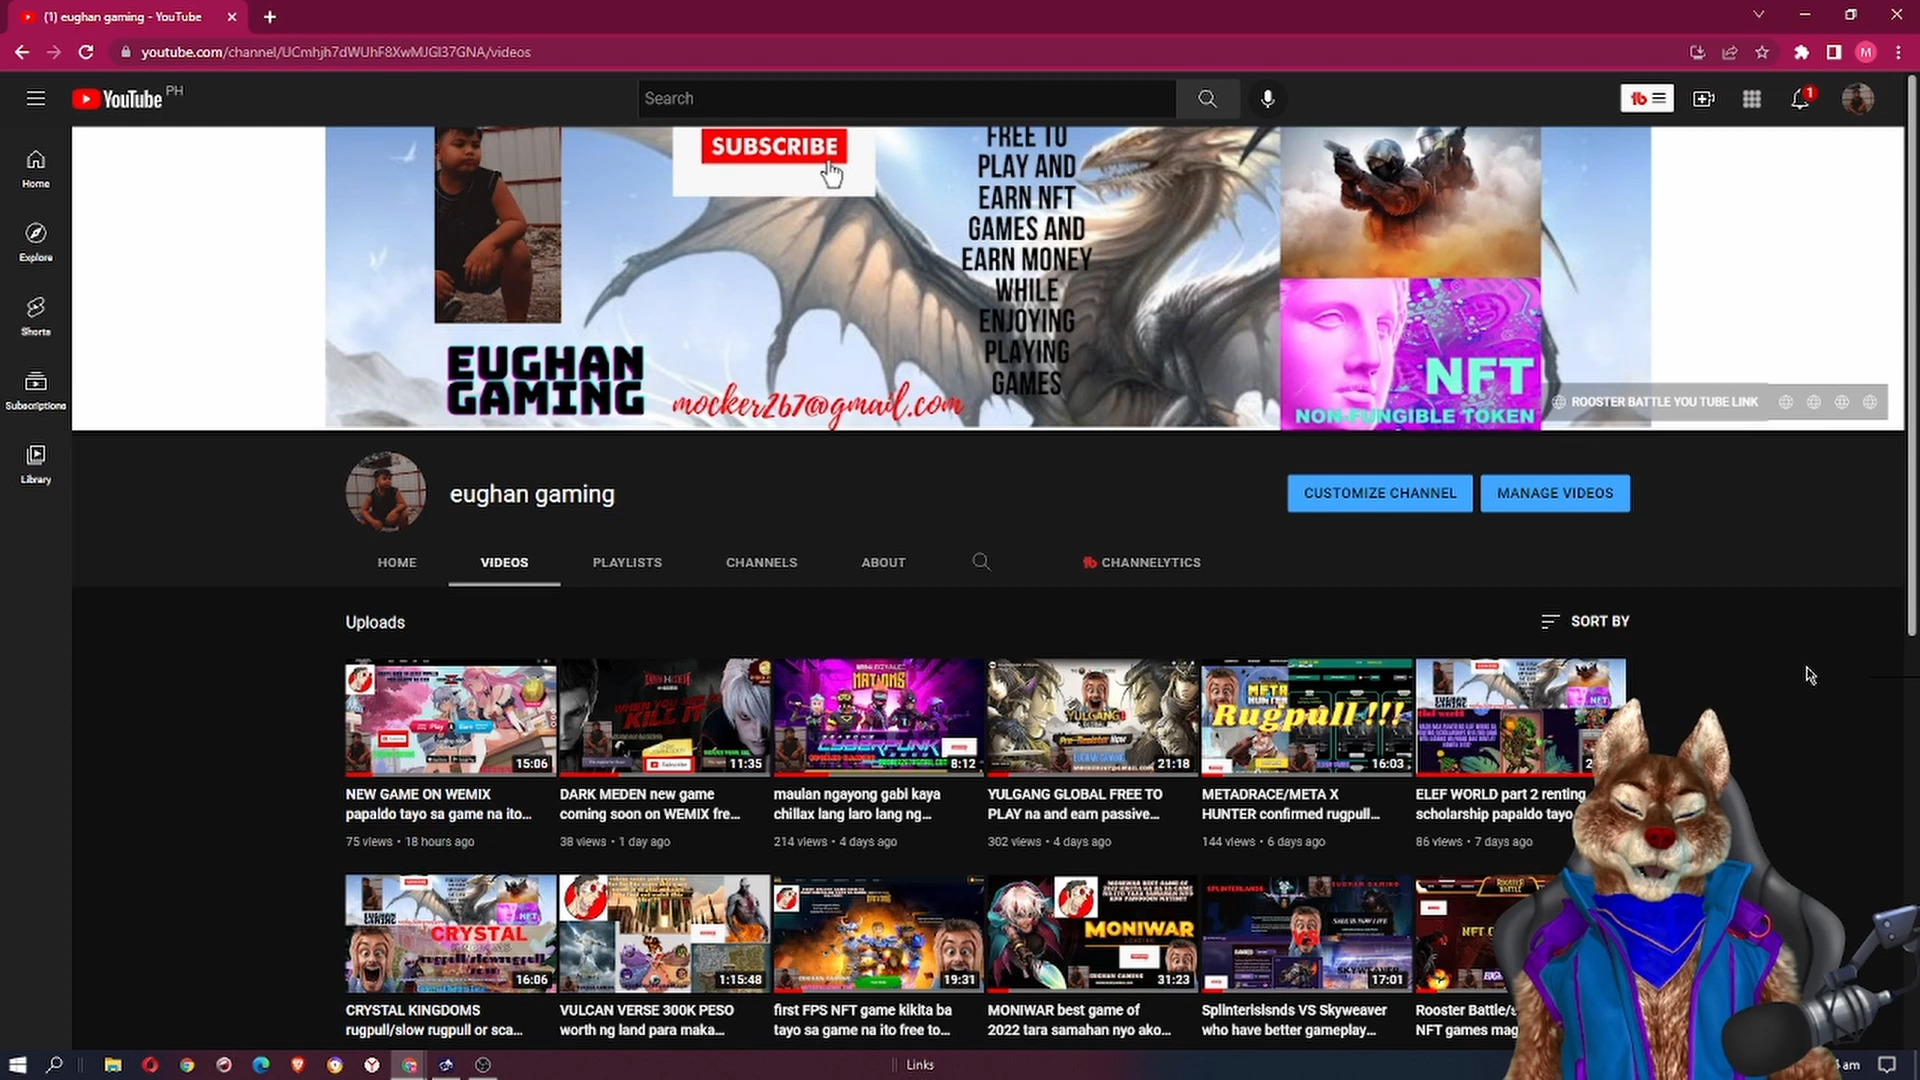 (1) eughan gaming - YouTube
youtube.com/channel/UCmhjh7dWUhF8XwMJGl37GNA/videos
M
YouTube PH
Search
1
Home
Explore
Shorts
Subscriptions
Library
SUBSCRIBE
FREE TO
PLAY AND
EARN NFT
GAMES AND
EARN MONEY
WHILE
ENJOYING
PLAYING
GAMES
EUGHAN
GAMING
mocker267@gmail.com
NFT
NON-FUNGIBLE TOKEN
ROOSTER BATTLE YOU TUBE LINK
eughan gaming
CUSTOMIZE CHANNEL
MANAGE VIDEOS
HOME
VIDEOS
PLAYLISTS
CHANNELS
ABOUT
CHANNELYTICS
Uploads
SORT BY
15:06
11:35
8:12
21:18
Rugpull !!!
16:03
NEW GAME ON WEMIX
papaldo tayo sa game na ito...
75 views • 18 hours ago
DARK MEDEN new game
coming soon on WEMIX fre...
38 views • 1 day ago
maulan ngayong gabi kaya
chillax lang laro lang ng...
214 views • 4 days ago
YULGANG GLOBAL FREE TO
PLAY na and earn passive...
302 views • 4 days ago
METADRACE/META X
HUNTER confirmed rugpull...
144 views • 6 days ago
ELEF WORLD part 2 renting
scholarship papaldo tayo
86 views • 7 days ago
CRYSTAL
16:06
1:15:48
19:31
MONIWAR
31:23
17:01
CRYSTAL KINGDOMS
rugpull/slow rugpull or sca...
VULCAN VERSE 300K PESO
worth ng land para maka...
first FPS NFT game kikita ba
tayo sa game na ito free to...
MONIWAR best game of
2022 tara samahan nyo ako...
Splinterislsnds VS Skyweaver
who have better gameplay...
Rooster Battle/s
NFT games mag
Links
am